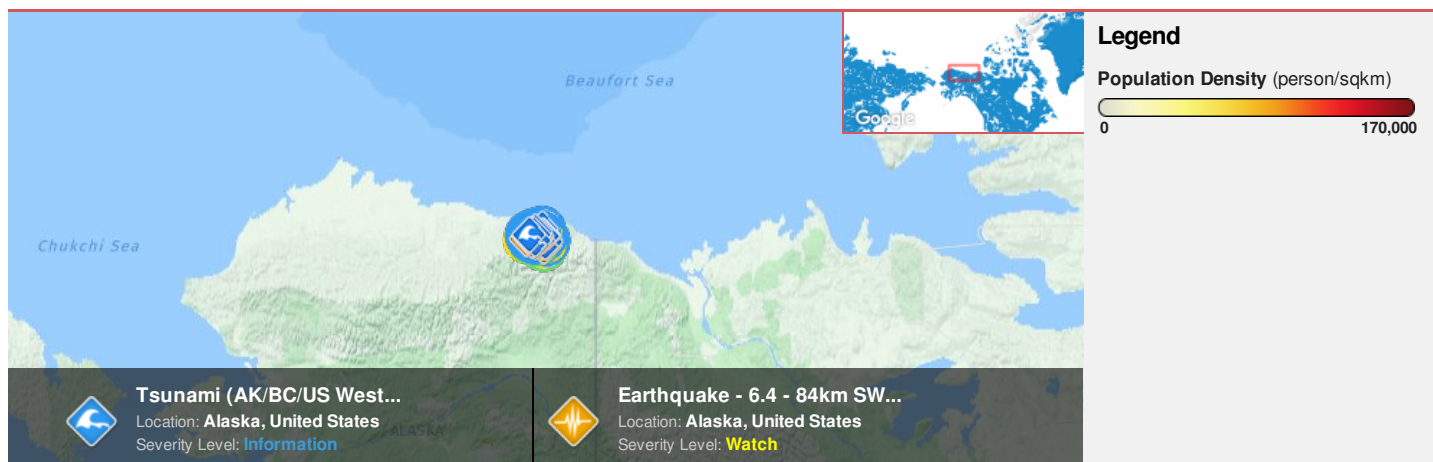 Beaufort Sea
Chukchi Sea
Google
Legend
Population Density (person/sqkm)
0 170,000
Tsunami (AK/BC/US West...
Location: Alaska, United States
Severity Level: Information
ALASKA
Earthquake - 6.4 - 84km SW...
Location: Alaska, United States
Severity Level: Watch